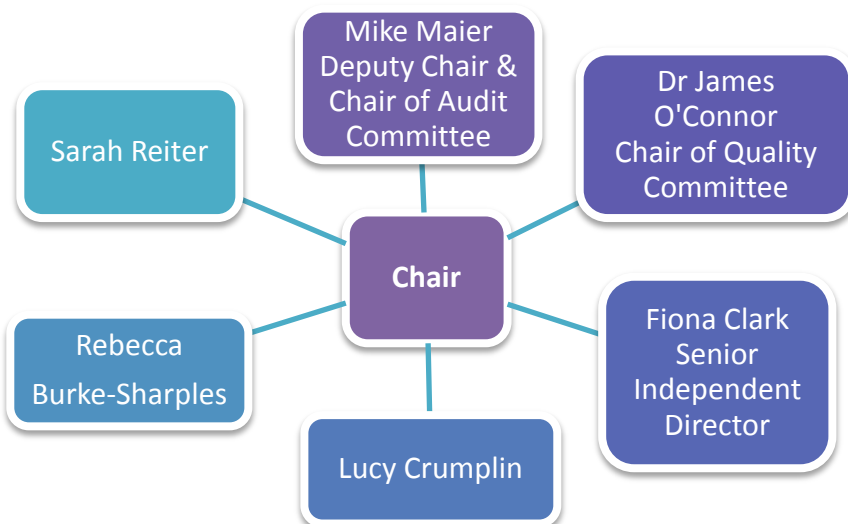 Mike Maier
Deputy Chair &
Chair of Audit
Committee
Dr James
O'Connor
Chair of Quality
Committee
Sarah Reiter
Chair
Fiona Clark
Senior
Independent
Director
Rebecca
Burke-Sharples
Lucy Crumplin